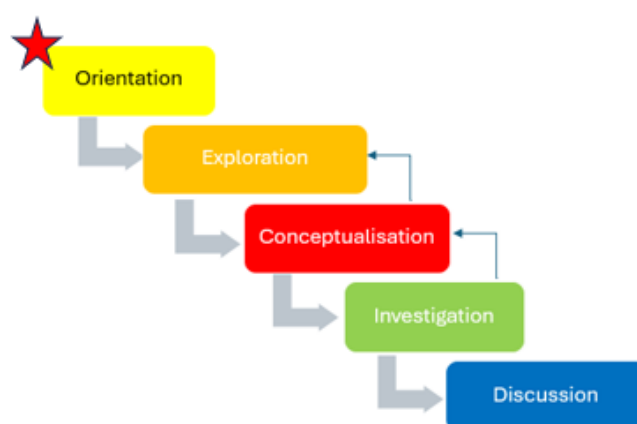 Orientation
Exploration
Conceptualisation
Investigation
Discussion